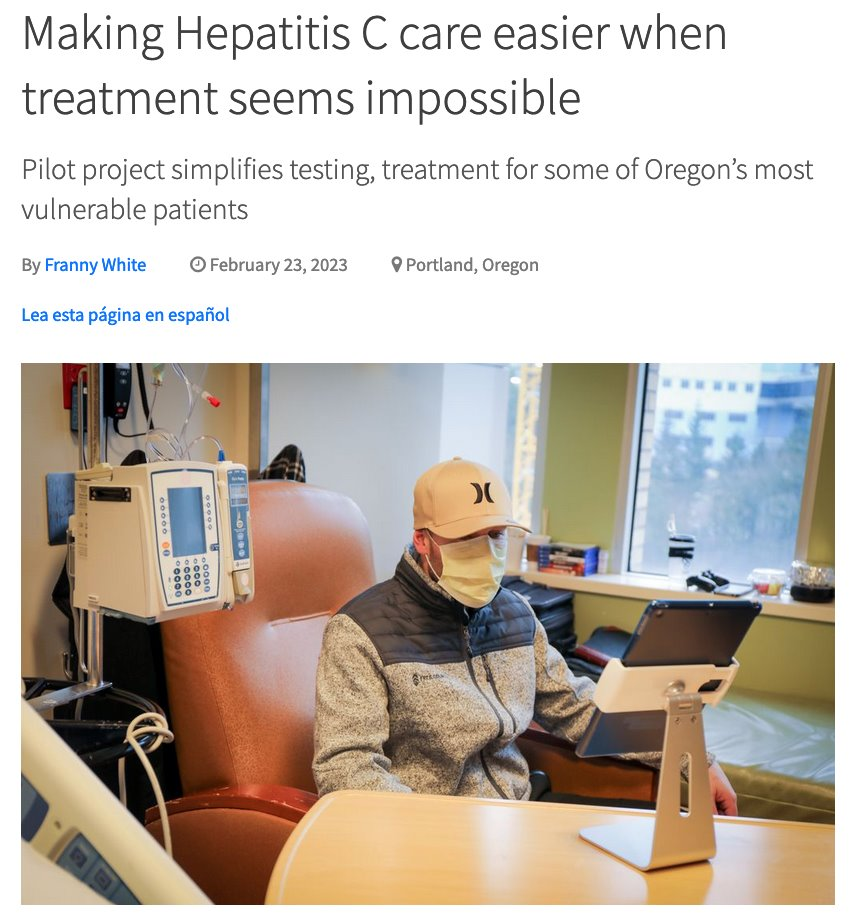 Making Hepatitis C care easier when
treatment seems impossible
Pilot project simplifies testing, treatment for some of Oregon’s most
vulnerable patients
By Franny White February 23, 2023 Portland, Oregon
Lea esta página en español